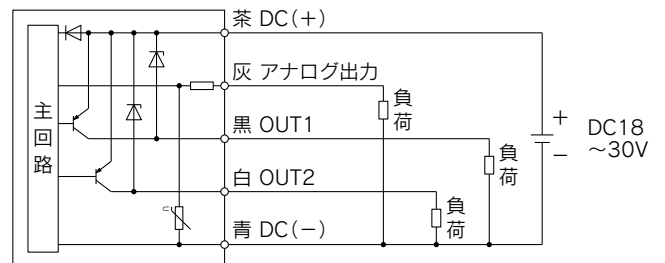 茶 DC(+)
灰 アナログ出力
負荷
主回路
黒 OUT1
+
−
DC18
～30V
負荷
白 OUT2
負荷
U
青 DC(−)